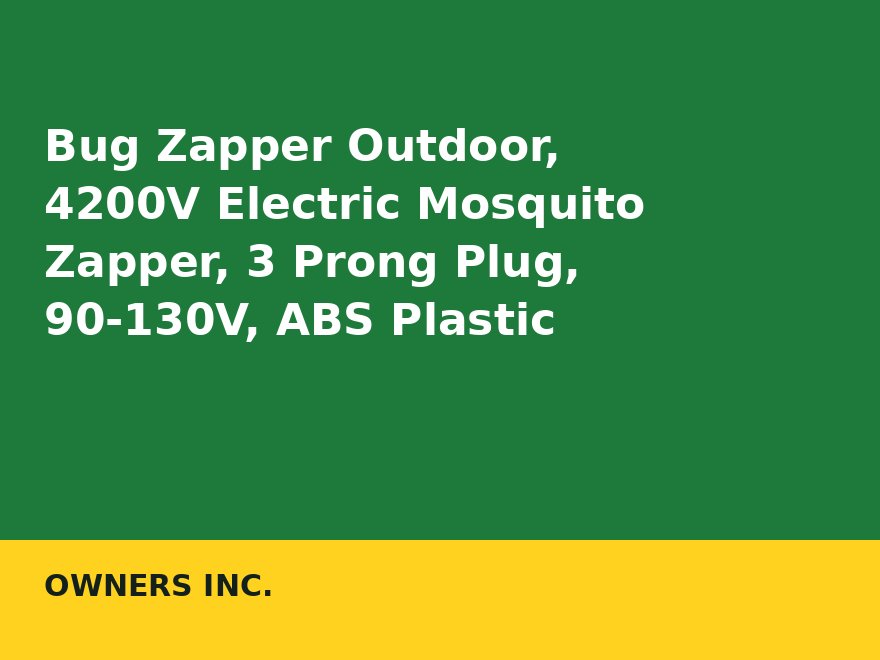 Bug Zapper Outdoor,
4200V Electric Mosquito
Zapper, 3 Prong Plug,
90-130V, ABS Plastic
OWNERS INC.